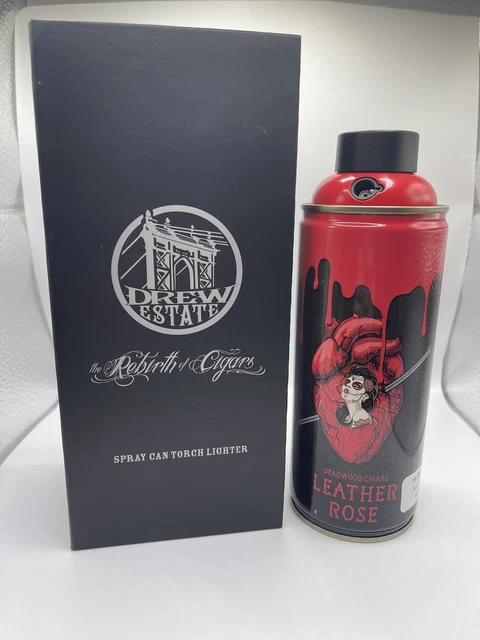 DREW
ESTATE
the Rebirth of Cigars
SPRAY CAN TORCH LIGHTER
DEADWOOD CIGARS
LEATHER
ROSE